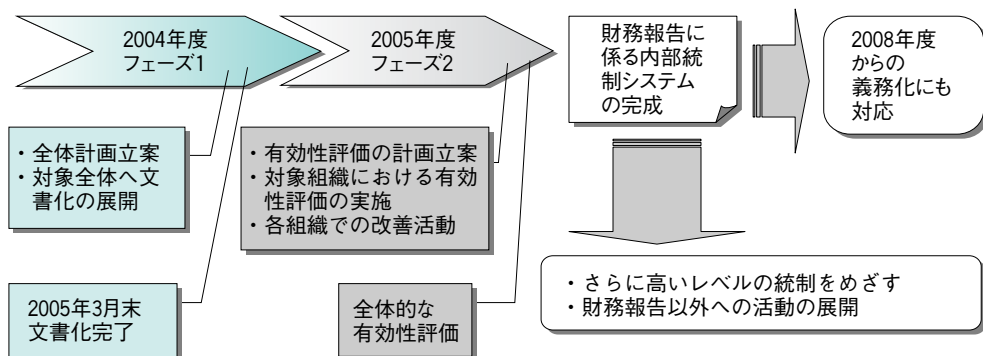 2004年度
フェーズ1
2005年度
フェーズ2
財務報告に
係る内部統
制システム
の完成
2008年度
からの
義務化にも
対応
・全体計画立案
・対象全体へ文
書化の展開
・有効性評価の計画立案
・対象組織における有効
性評価の実施
・各組織での改善活動
・さらに高いレベルの統制をめざす
・財務報告以外への活動の展開
2005年3月末
文書化完了
全体的な
有効性評価